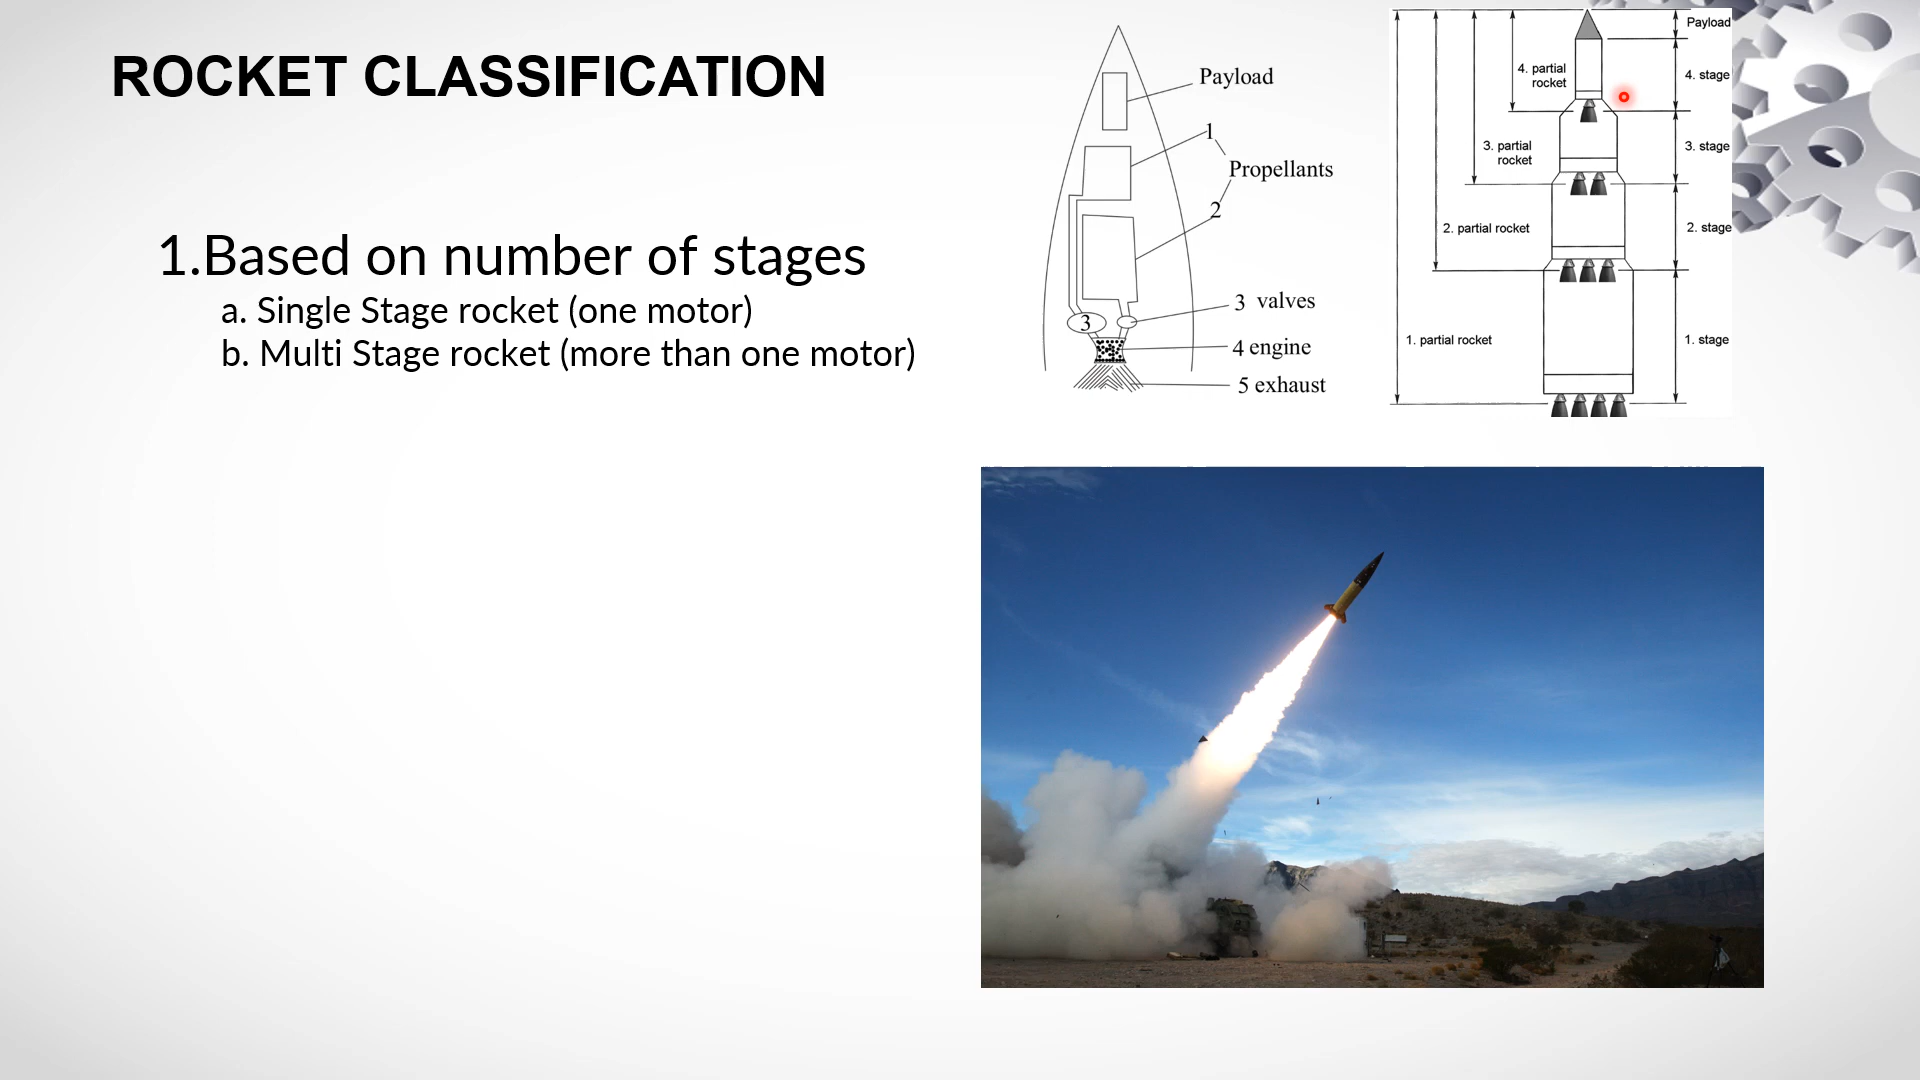 ROCKET CLASSIFICATION
1.Based on number of stages
a. Single Stage rocket (one motor)
b. Multi Stage rocket (more than one motor)
Payload
1
Propellants
2
3 valves
3
4 engine
5 exhaust
Payload
4. partial
rocket
4. stage
3. partial
rocket
3. stage
2. partial rocket
2. stage
1. partial rocket
1. stage